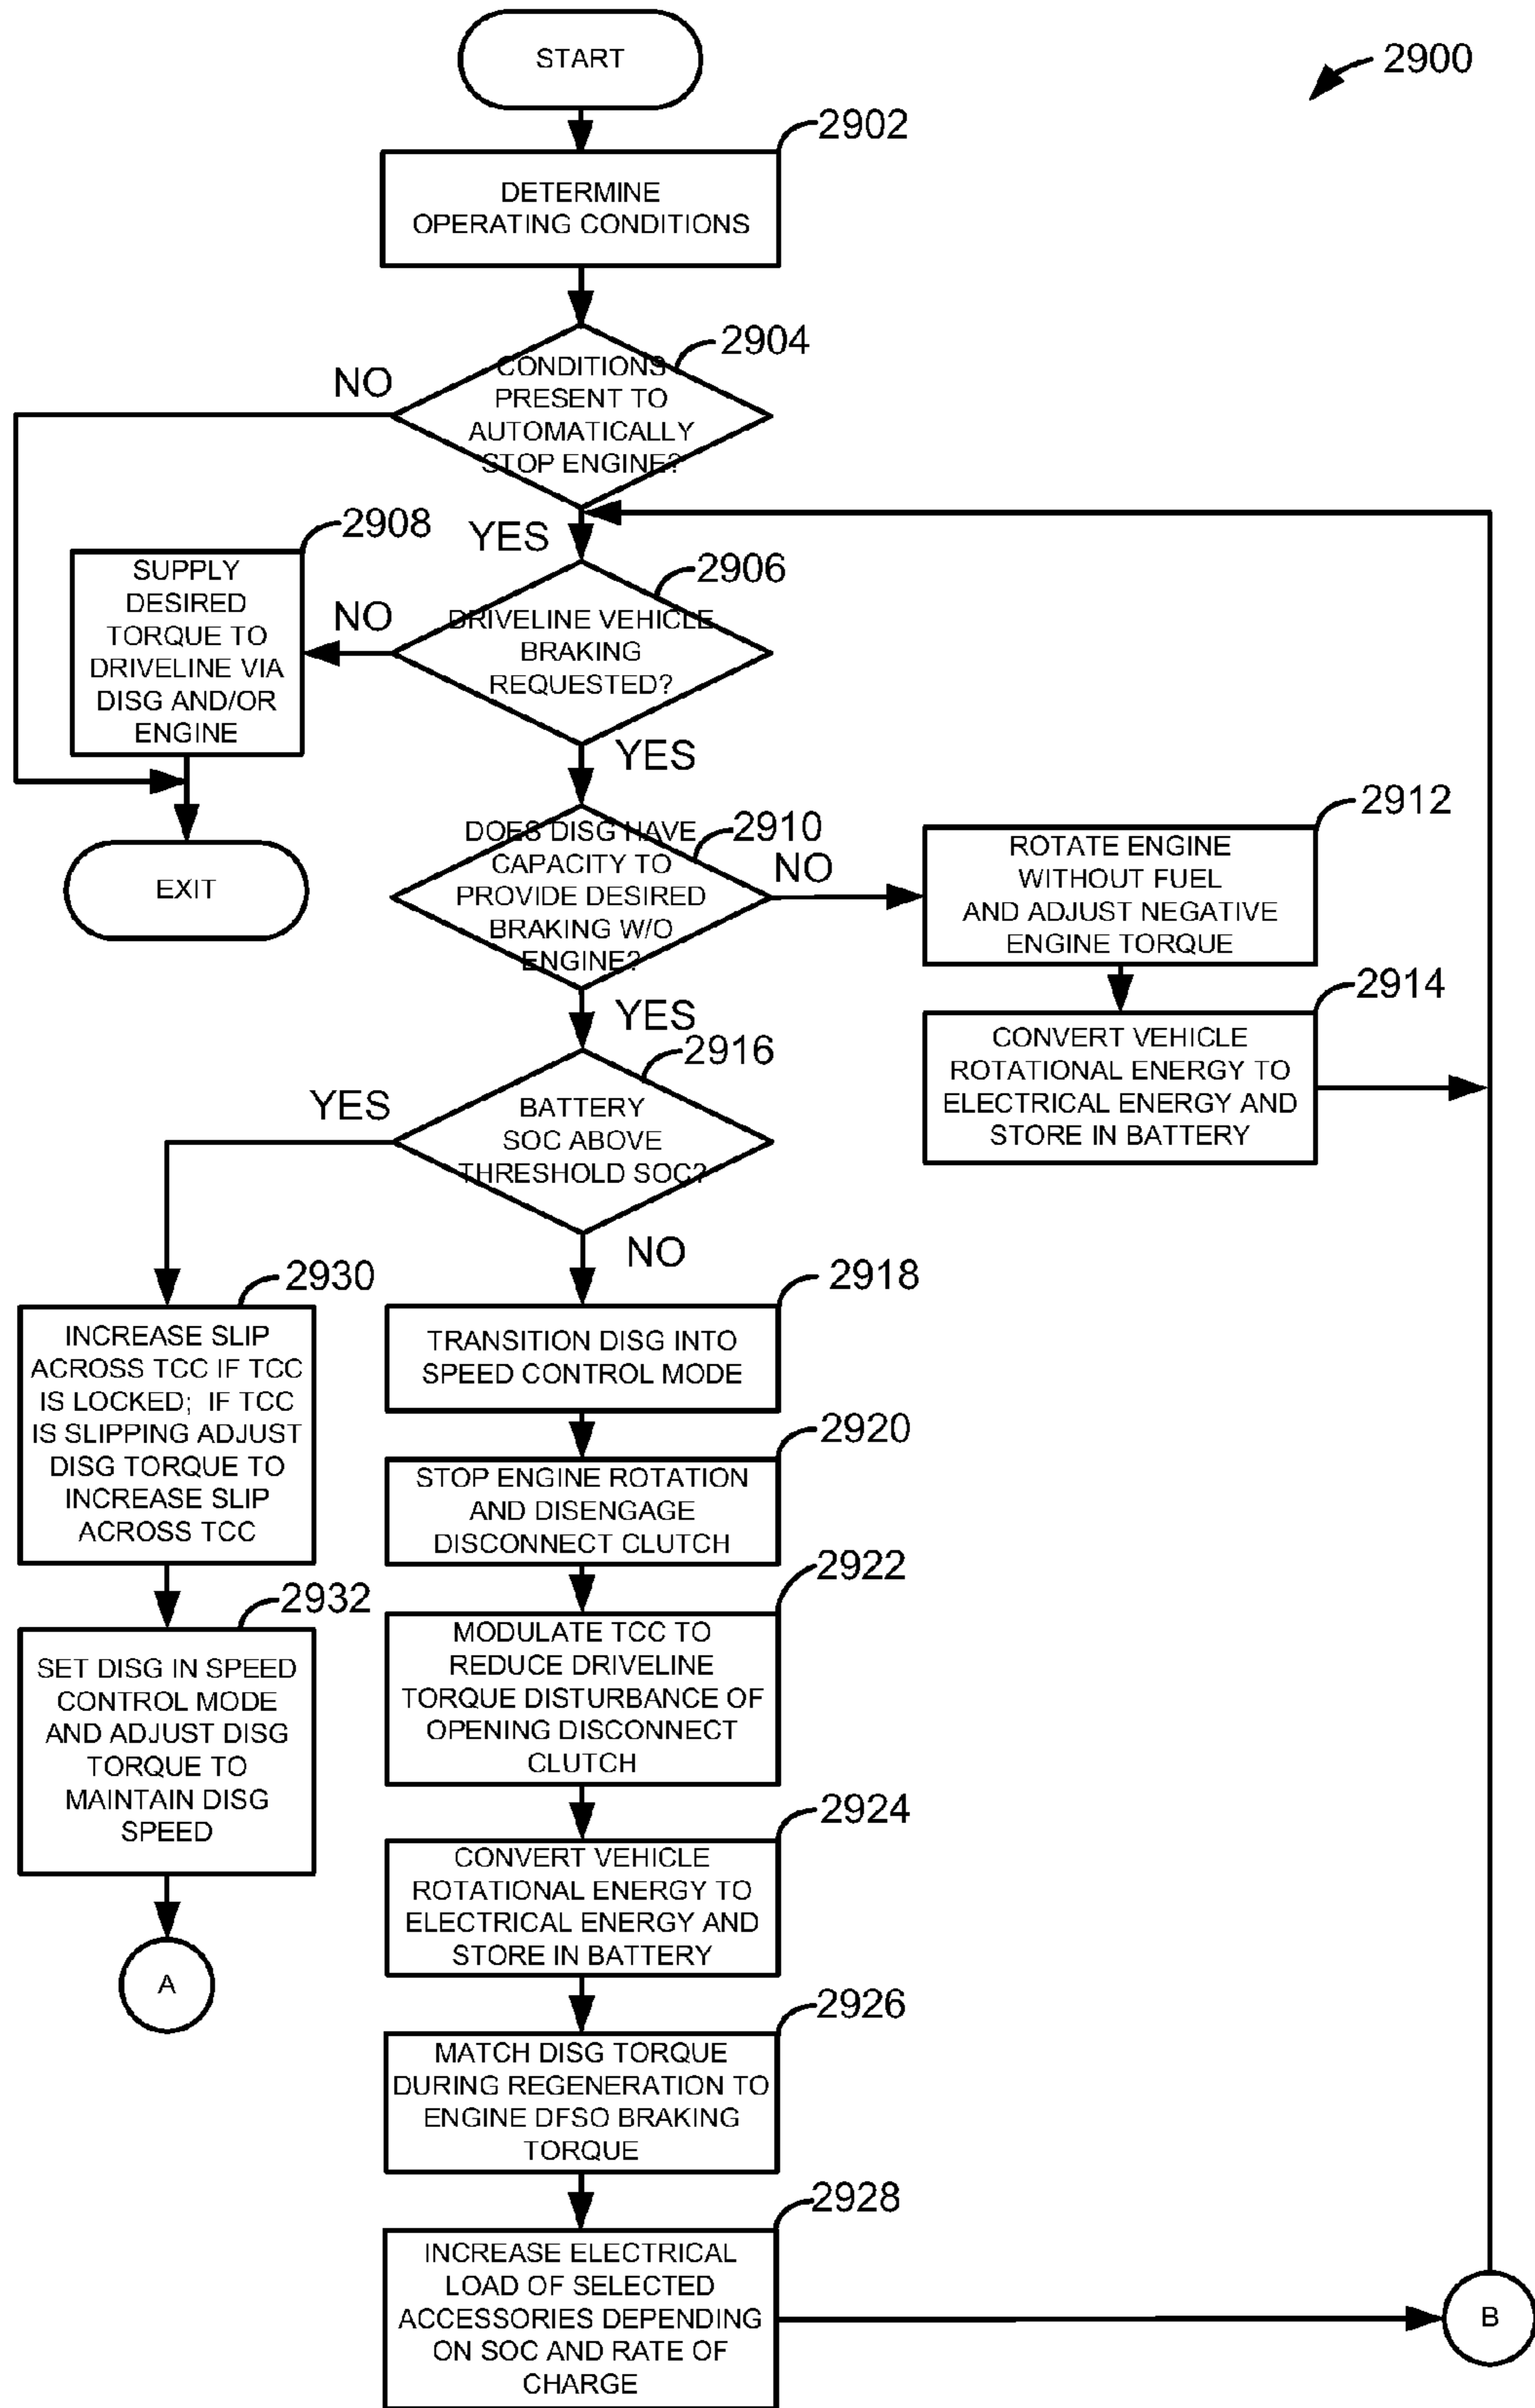 START
2900
2902
DETERMINE
OPERATING CONDITIONS
2904
NO
CONDITIONS
PRESENT TO
AUTOMATICALLY
STOP ENGINE?
YES
2908
SUPPLY
DESIRED
TORQUE TO
DRIVELINE VIA
DISG AND/OR
ENGINE
NO
2906
DRIVELINE VEHICLE
BRAKING
REQUESTED?
YES
EXIT
2910
DOES DISG HAVE
CAPACITY TO
PROVIDE DESIRED
BRAKING W/O
ENGINE?
NO
2912
ROTATE ENGINE
WITHOUT FUEL
AND ADJUST NEGATIVE
ENGINE TORQUE
2914
CONVERT VEHICLE
ROTATIONAL ENERGY TO
ELECTRICAL ENERGY AND
STORE IN BATTERY
YES
2916
YES
BATTERY
SOC ABOVE
THRESHOLD SOC?
NO
2930
INCREASE SLIP
ACROSS TCC IF TCC
IS LOCKED; IF TCC
IS SLIPPING ADJUST
DISG TORQUE TO
INCREASE SLIP
ACROSS TCC
2932
SET DISG IN SPEED
CONTROL MODE
AND ADJUST DISG
TORQUE TO
MAINTAIN DISG
SPEED
A
2918
TRANSITION DISG INTO
SPEED CONTROL MODE
2920
STOP ENGINE ROTATION
AND DISENGAGE
DISCONNECT CLUTCH
2922
MODULATE TCC TO
REDUCE DRIVELINE
TORQUE DISTURBANCE OF
OPENING DISCONNECT
CLUTCH
2924
CONVERT VEHICLE
ROTATIONAL ENERGY TO
ELECTRICAL ENERGY AND
STORE IN BATTERY
2926
MATCH DISG TORQUE
DURING REGENERATION TO
ENGINE DFSO BRAKING
TORQUE
2928
INCREASE ELECTRICAL
LOAD OF SELECTED
ACCESSORIES DEPENDING
ON SOC AND RATE OF
CHARGE
B